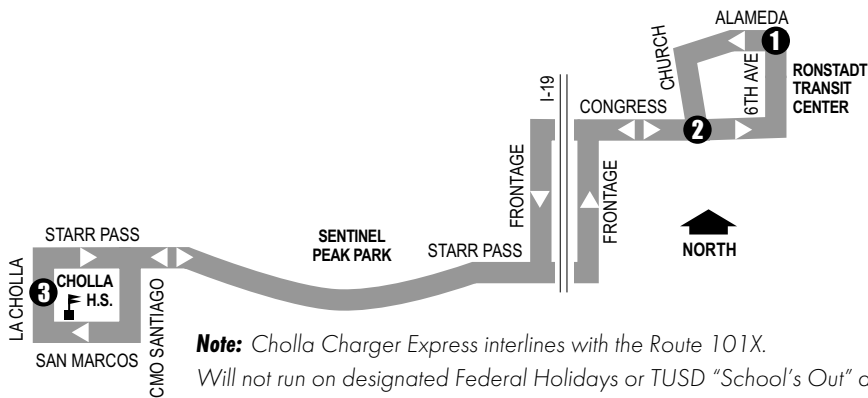 ALAMEDA
1
CHURCH
6TH AVE
RONSTADT
TRANSIT
CENTER
I-19
CONGRESS
2
FRONTAGE
FRONTAGE
NORTH
STARR PASS
SENTINEL
PEAK PARK
STARR PASS
LA CHOLLA
3
CHOLLA
H.S.
CMO SANTIAGO
SAN MARCOS
Note: Cholla Charger Express interlines with the Route 101X.
Will not run on designated Federal Holidays or TUSD “School’s Out” d